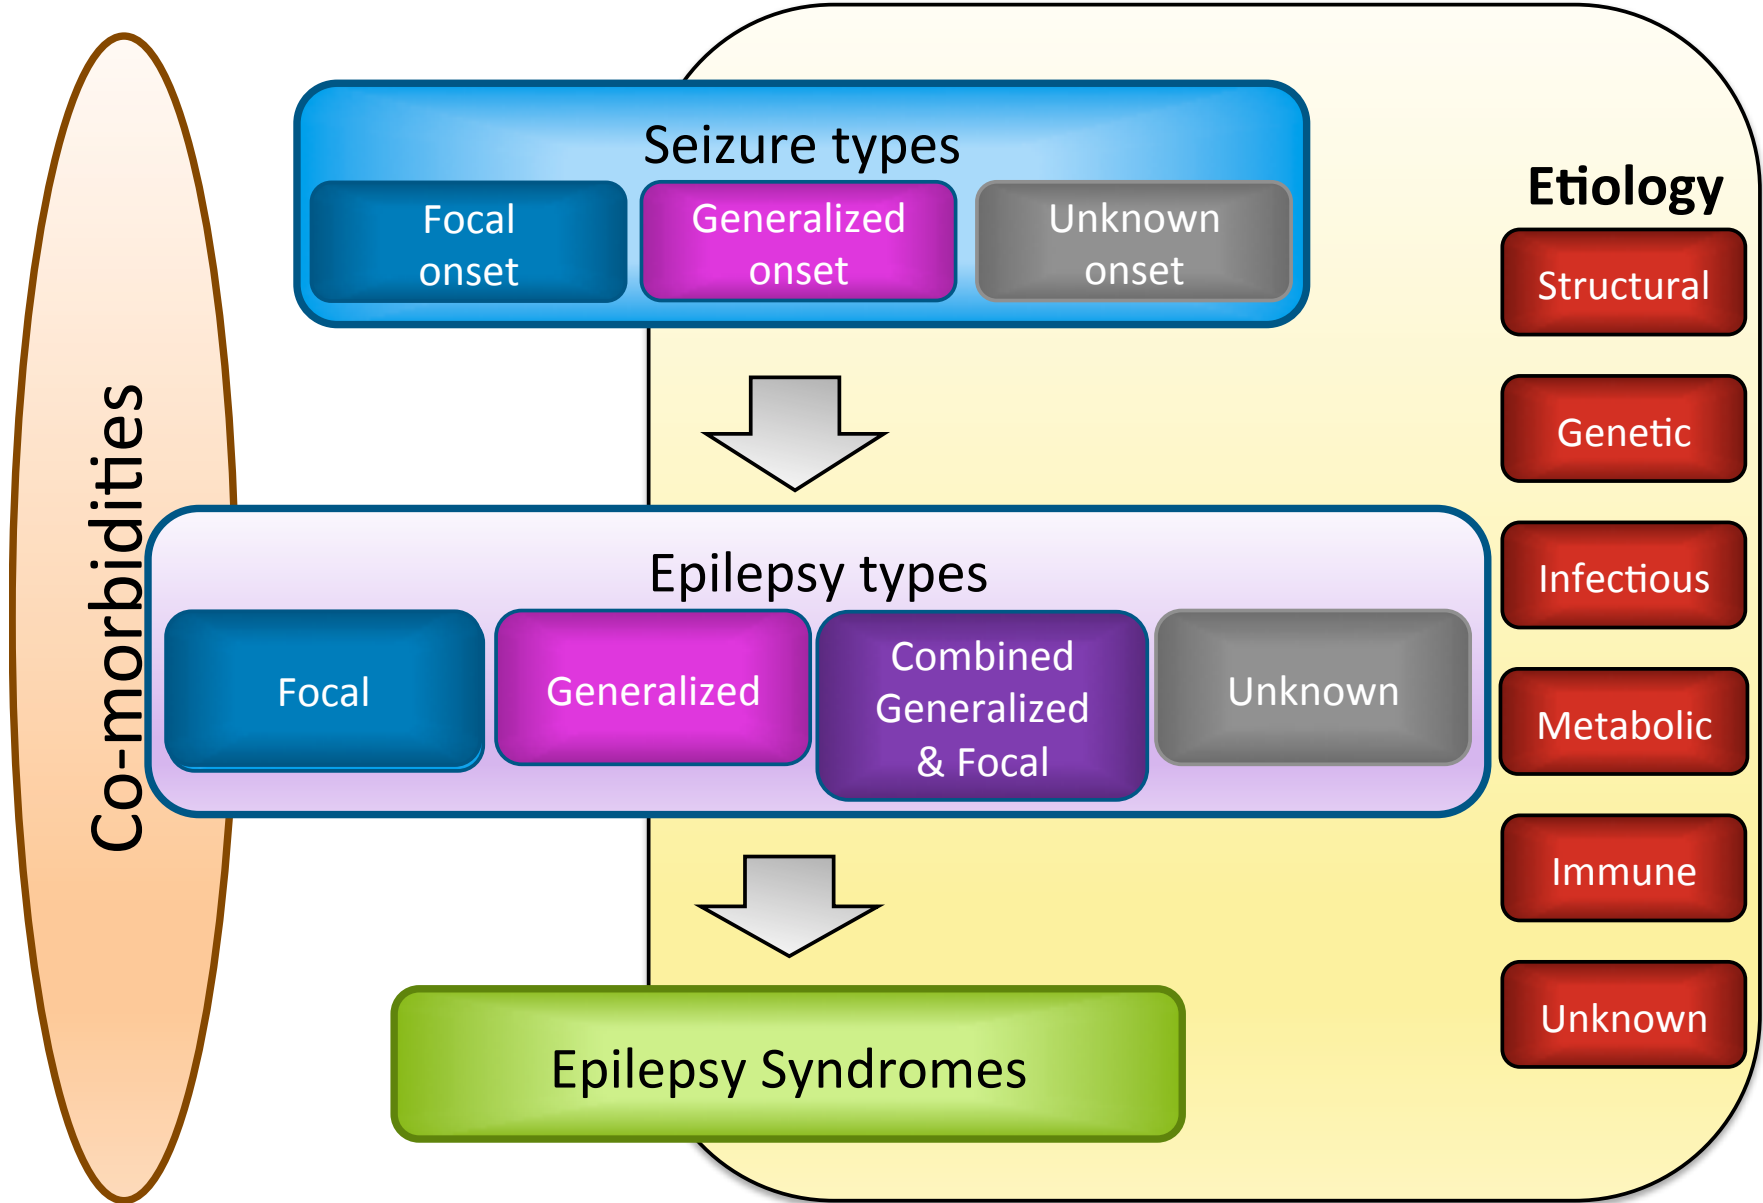 Co-morbidities
Seizure types
Focal
onset
Generalized
onset
Unknown
onset
Epilepsy types
Focal
Generalized
Combined
Generalized
& Focal
Unknown
Epilepsy Syndromes
Etiology
Structural
Genetic
Infectious
Metabolic
Immune
Unknown